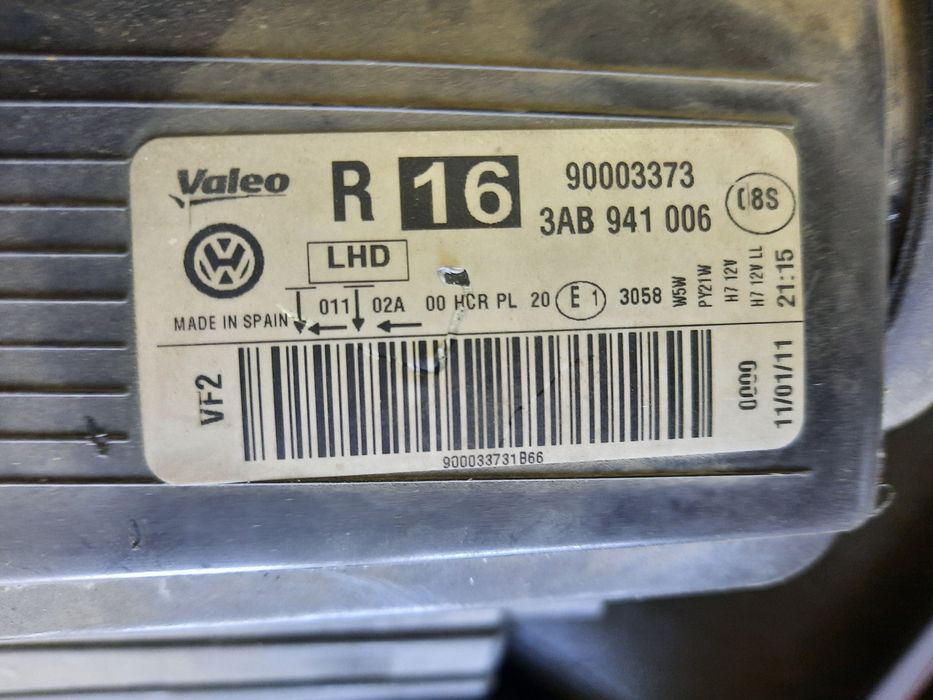 Valeo R 16 90003373
3AB 941 006
08S
LHD
011 02A 00 HCR PL 20 E 1 3058
W5W
PY21W
H7 12V
H7 12V LL
21:15
MADE IN SPAIN
VF2
0000
11/01/11
900033731B66